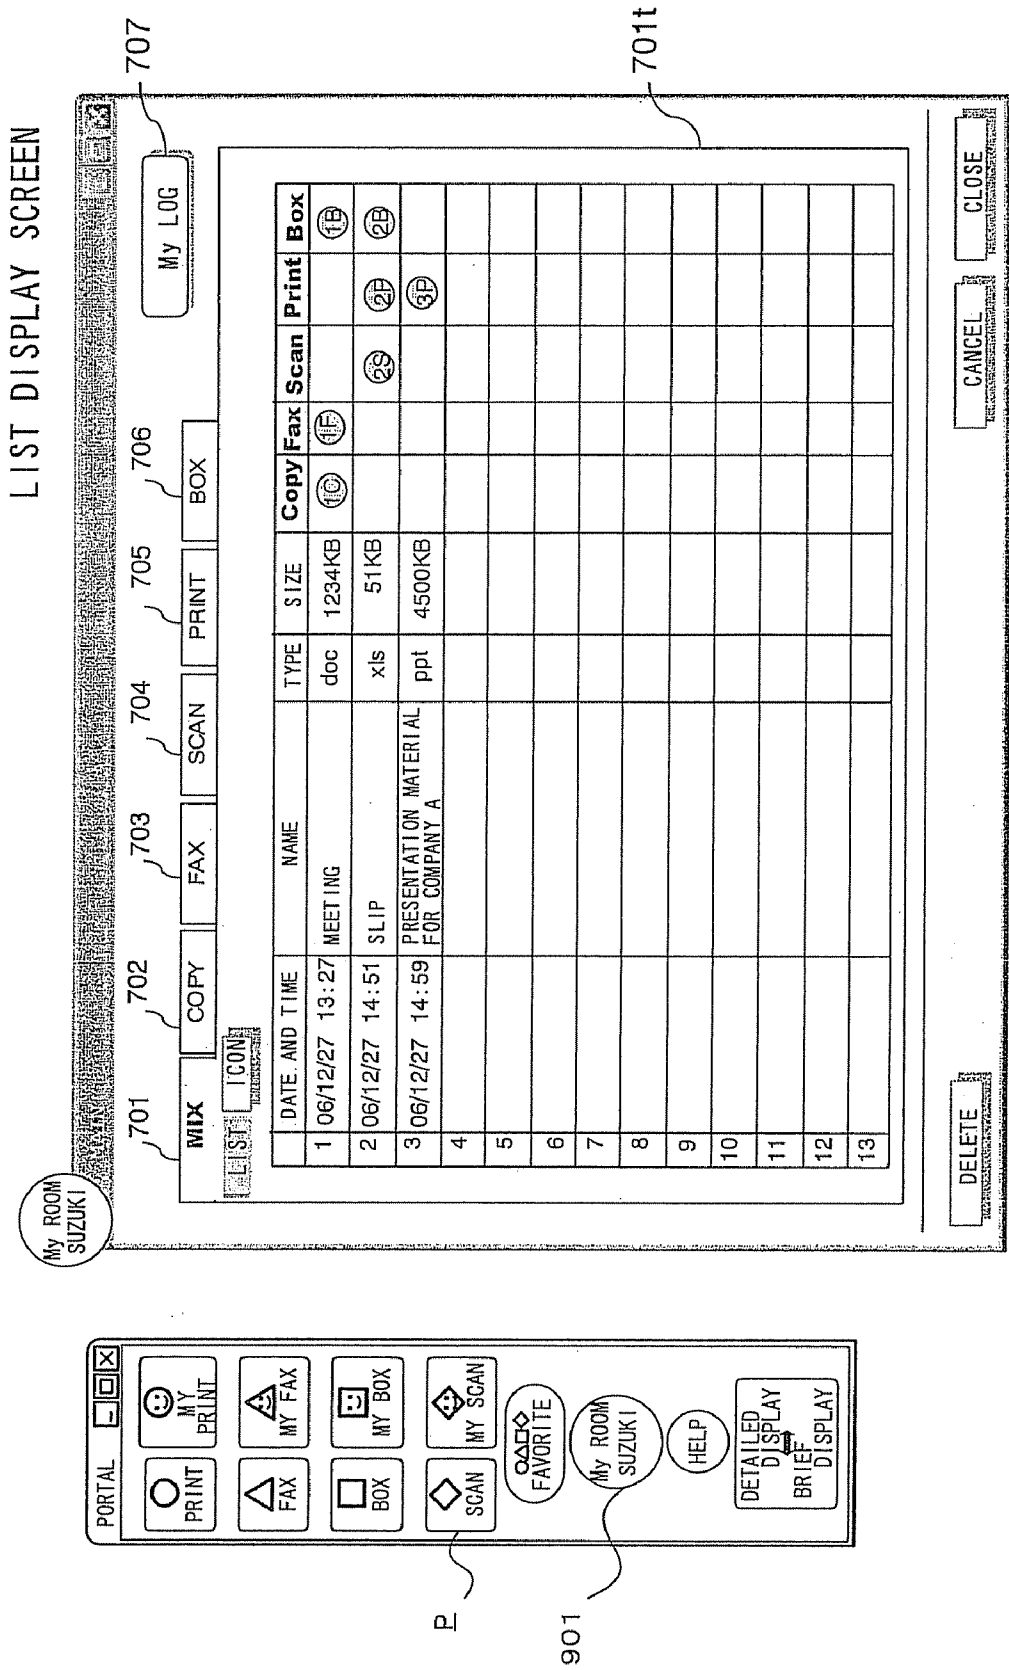 LIST DISPLAY SCREEN
My ROOM
SUZUKI
701
702
703
704
705
706
707
MIX
COPY
FAX
SCAN
PRINT
BOX
My LOG
LIST
ICON
DATE AND TIME NAME TYPE SIZE Copy Fax Scan Print Box
1 06/12/27 13:27 MEETING doc 1234KB 1C 1F 1B
2 06/12/27 14:51 SLIP xls 51KB 2S 2P 2B
3 06/12/27 14:59 PRESENTATION MATERIAL
FOR COMPANY A ppt 4500KB 3P
4
5
6
7
8
9
10
11
12
13
701t
DELETE
CANCEL
CLOSE
PORTAL
PRINT
MY
PRINT
FAX
MY FAX
BOX
MY BOX
SCAN
MY SCAN
FAVORITE
My ROOM
SUZUKI
HELP
DETAILED
DISPLAY
BRIEF
DISPLAY
P
901